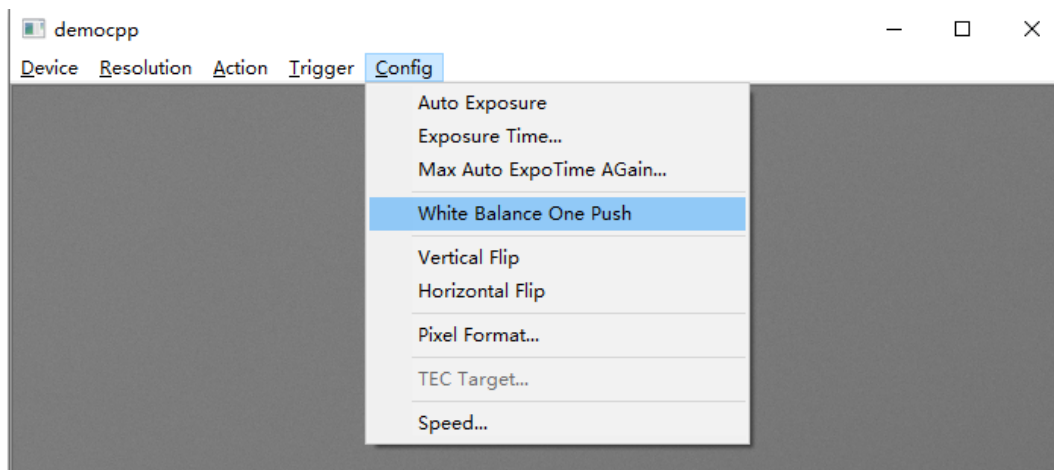 democpp
Device Resolution Action Trigger Config
Auto Exposure
Exposure Time...
Max Auto ExpoTime AGain...
White Balance One Push
Vertical Flip
Horizontal Flip
Pixel Format...
TEC Target...
Speed...